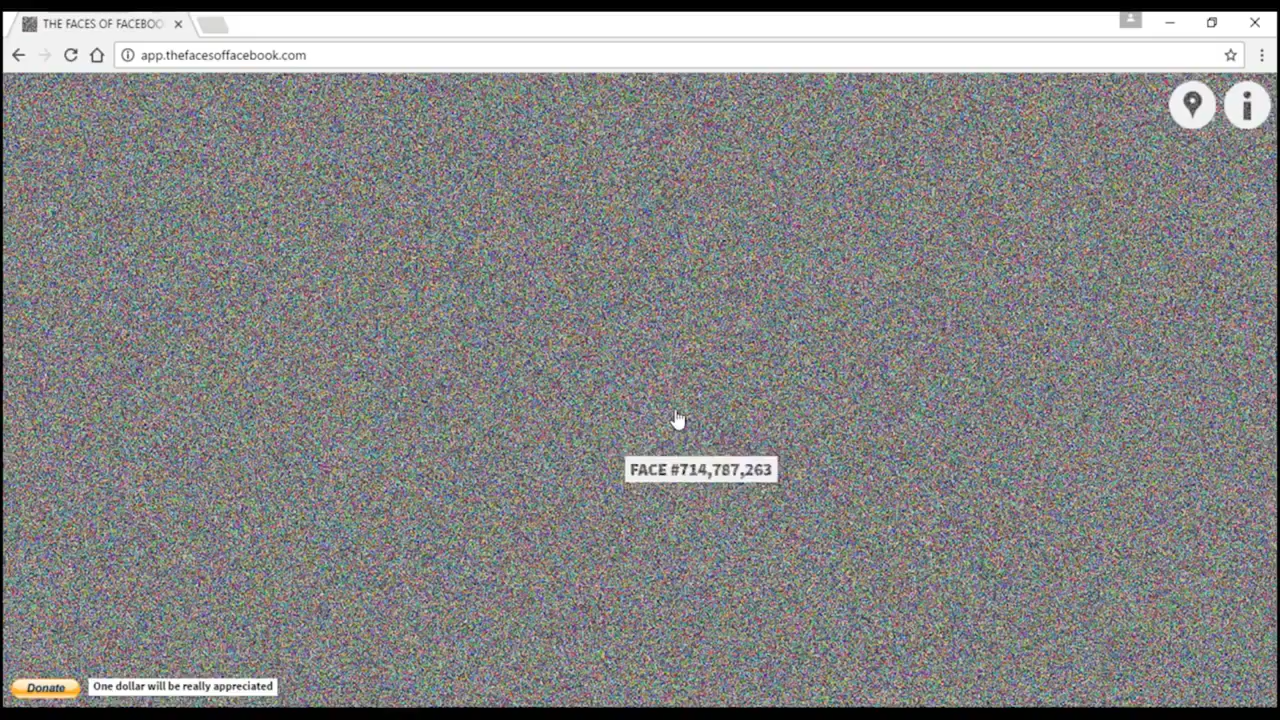 THE FACES OF FACEBOO
app.thefacesoffacebook.com
FACE #714,787,263
Donate
One dollar will be really appreciated